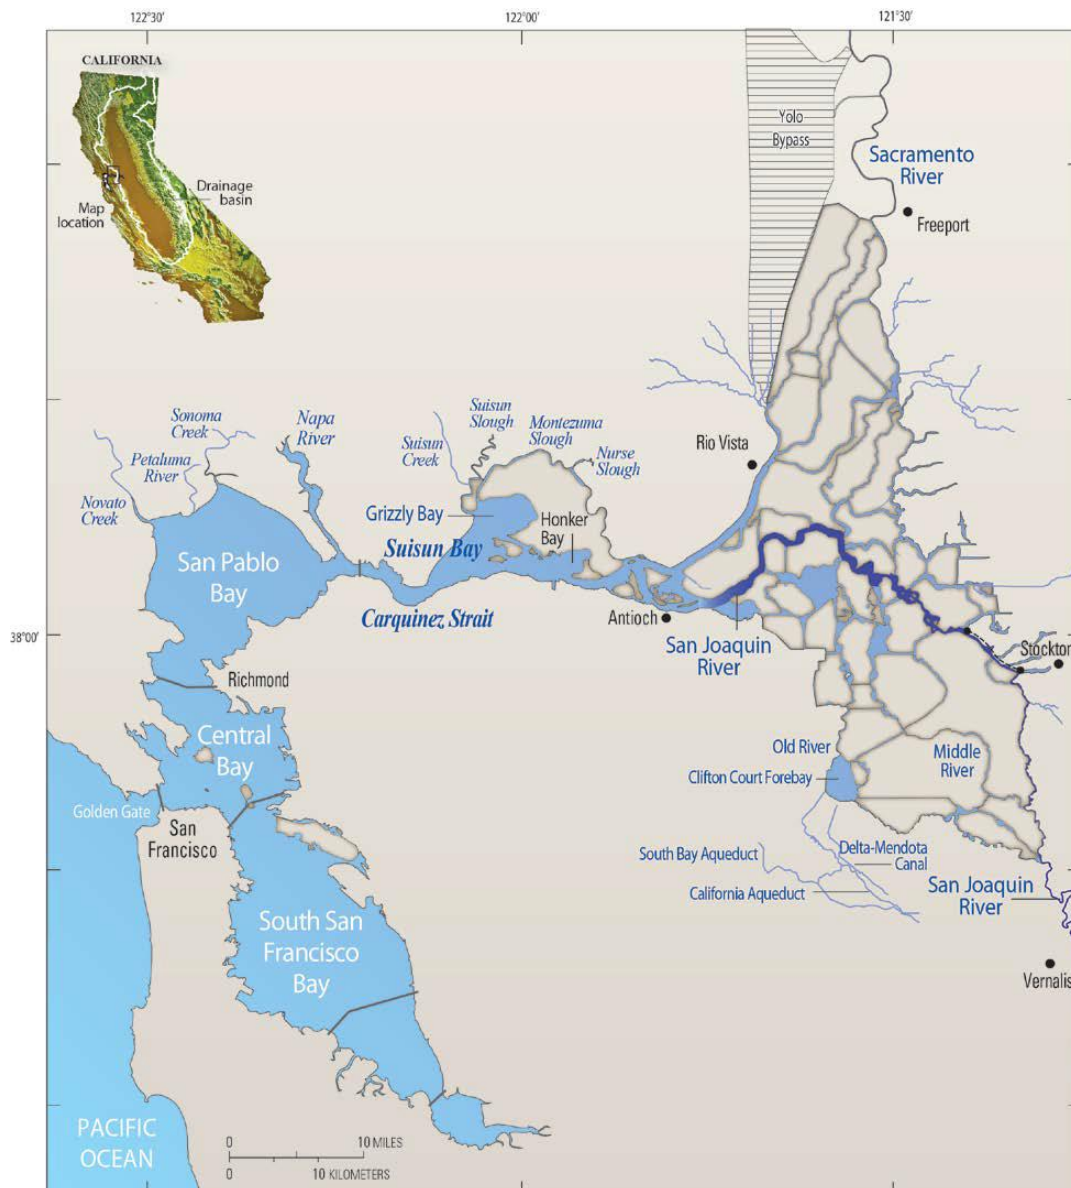 122°30'
122°00'
121°30'
CALIFORNIA
Drainage
basin
Map
location
Yolo
Bypass
Sacramento
River
Freeport
Sonoma
Creek
Napa
River
Suisun
Slough
Montezuma
Slough
Petaluma
River
Suisun
Creek
Nurse
Slough
Rio Vista
Novato
Creek
Grizzly Bay
Honker
Bay
Suisun Bay
San Pablo
Bay
Carquinez Strait
Antioch
38°00'
San Joaquin
River
Stockton
Richmond
Central
Bay
Old River
Middle
River
Clifton Court Forebay
Golden Gate
San
Francisco
South Bay Aqueduct
Delta-Mendota
Canal
California Aqueduct
San Joaquin
River
South San
Francisco
Bay
Vernalis
PACIFIC
OCEAN
0 10 MILES
0 10 KILOMETERS